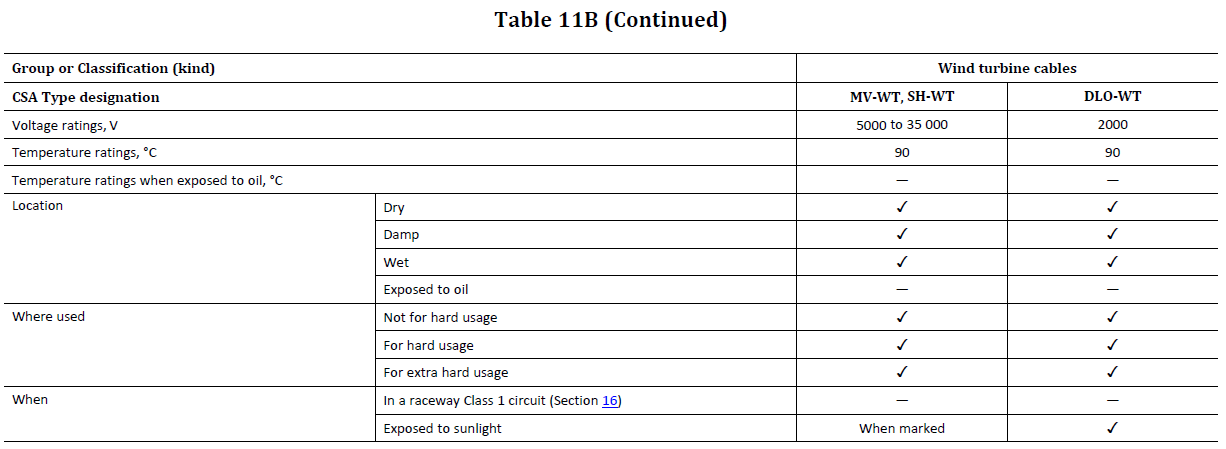 Table 11B (Continued)
Group or Classification (kind) Wind turbine cables
CSA Type designation MV-WT, SH-WT DLO-WT
Voltage ratings, V 5000 to 35 000 2000
Temperature ratings, °C 90 90
Temperature ratings when exposed to oil, °C — —
Location Dry ✓ ✓
Damp ✓ ✓
Wet ✓ ✓
Exposed to oil — —
Where used Not for hard usage ✓ ✓
For hard usage ✓ ✓
For extra hard usage ✓ ✓
When In a raceway Class 1 circuit (Section 16) — —
Exposed to sunlight When marked ✓